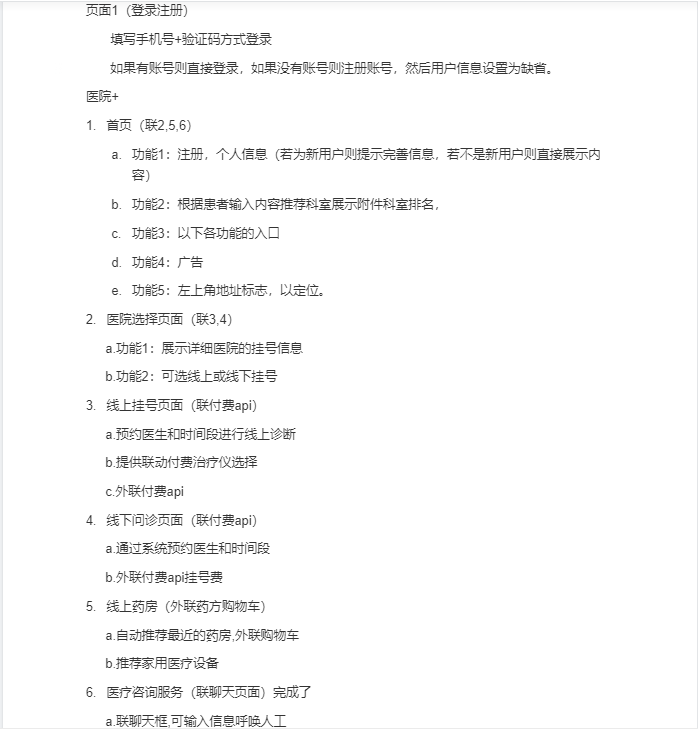 页面1（登录注册）
填写手机号+验证码方式登录
如果有账号则直接登录，如果没有账号则注册账号，然后用户信息设置为缺省。
医院+
1. 首页（联2,5,6）
a. 功能1：注册，个人信息（若为新用户则提示完善信息，若不是新用户则直接展示内
容）
b. 功能2：根据患者输入内容推荐科室展示附件科室排名，
c. 功能3：以下各功能的入口
d. 功能4：广告
e. 功能5：左上角地址标志，以定位。
2. 医院选择页面（联3,4）
a.功能1：展示详细医院的挂号信息
b.功能2：可选线上或线下挂号
3. 线上挂号页面（联付费api）
a.预约医生和时间段进行线上诊断
b.提供联动付费治疗仪选择
c.外联付费api
4. 线下问诊页面（联付费api）
a.通过系统预约医生和时间段
b.外联付费api挂号费
5. 线上药房（外联药方购物车）
a.自动推荐最近的药房,外联购物车
b.推荐家用医疗设备
6. 医疗咨询服务（联聊天页面）完成了
a.联聊天框,可输入信息呼唤人工